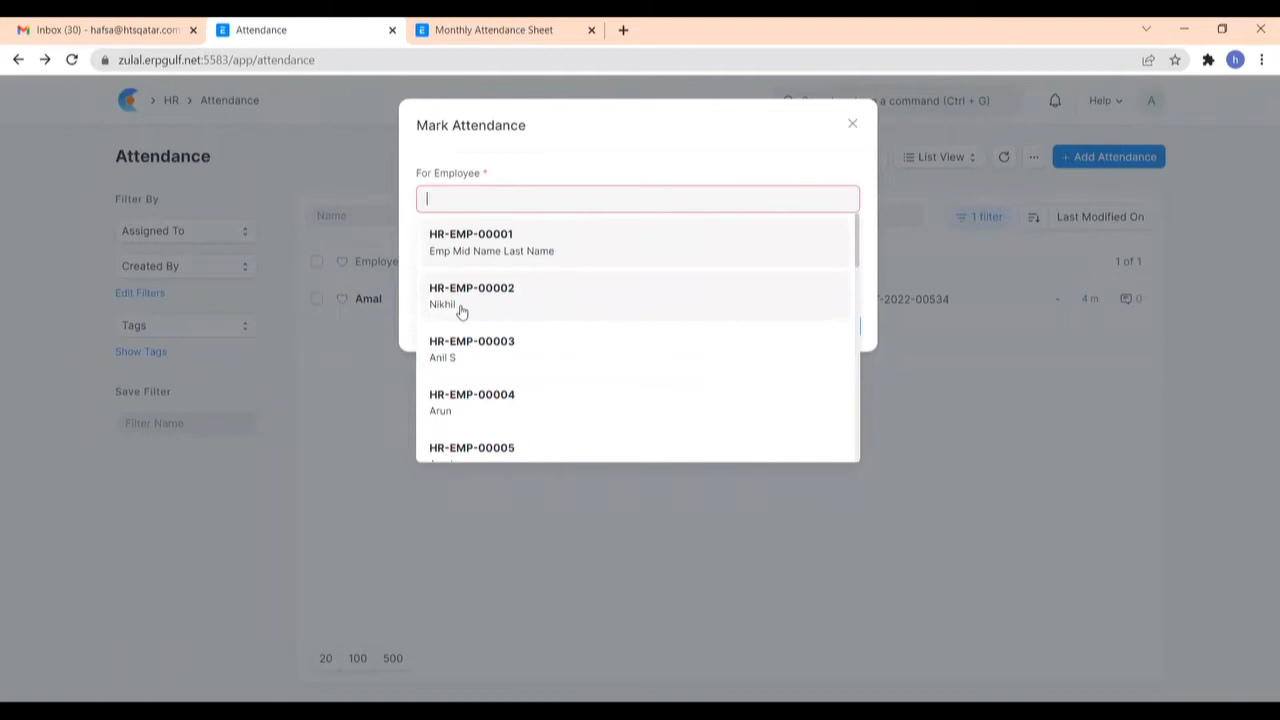 Inbox (30) - hafsa@htsqatar.com
Attendance
Monthly Attendance Sheet
zulal.erpgulf.net:5583/app/attendance
h
HR
Attendance
a command (Ctrl + G)
Help
A
Attendance
List View
+ Add Attendance
Filter By
Assigned To
Created By
Edit Filters
Tags
Show Tags
Save Filter
Filter Name
Name
1 filter
Last Modified On
Employe
1 of 1
Amal
-2022-00534
-
4 m
0
20
100
500
Mark Attendance
For Employee *
HR-EMP-00001
Emp Mid Name Last Name
HR-EMP-00002
Nikhil
HR-EMP-00003
Anil S
HR-EMP-00004
Arun
HR-EMP-00005